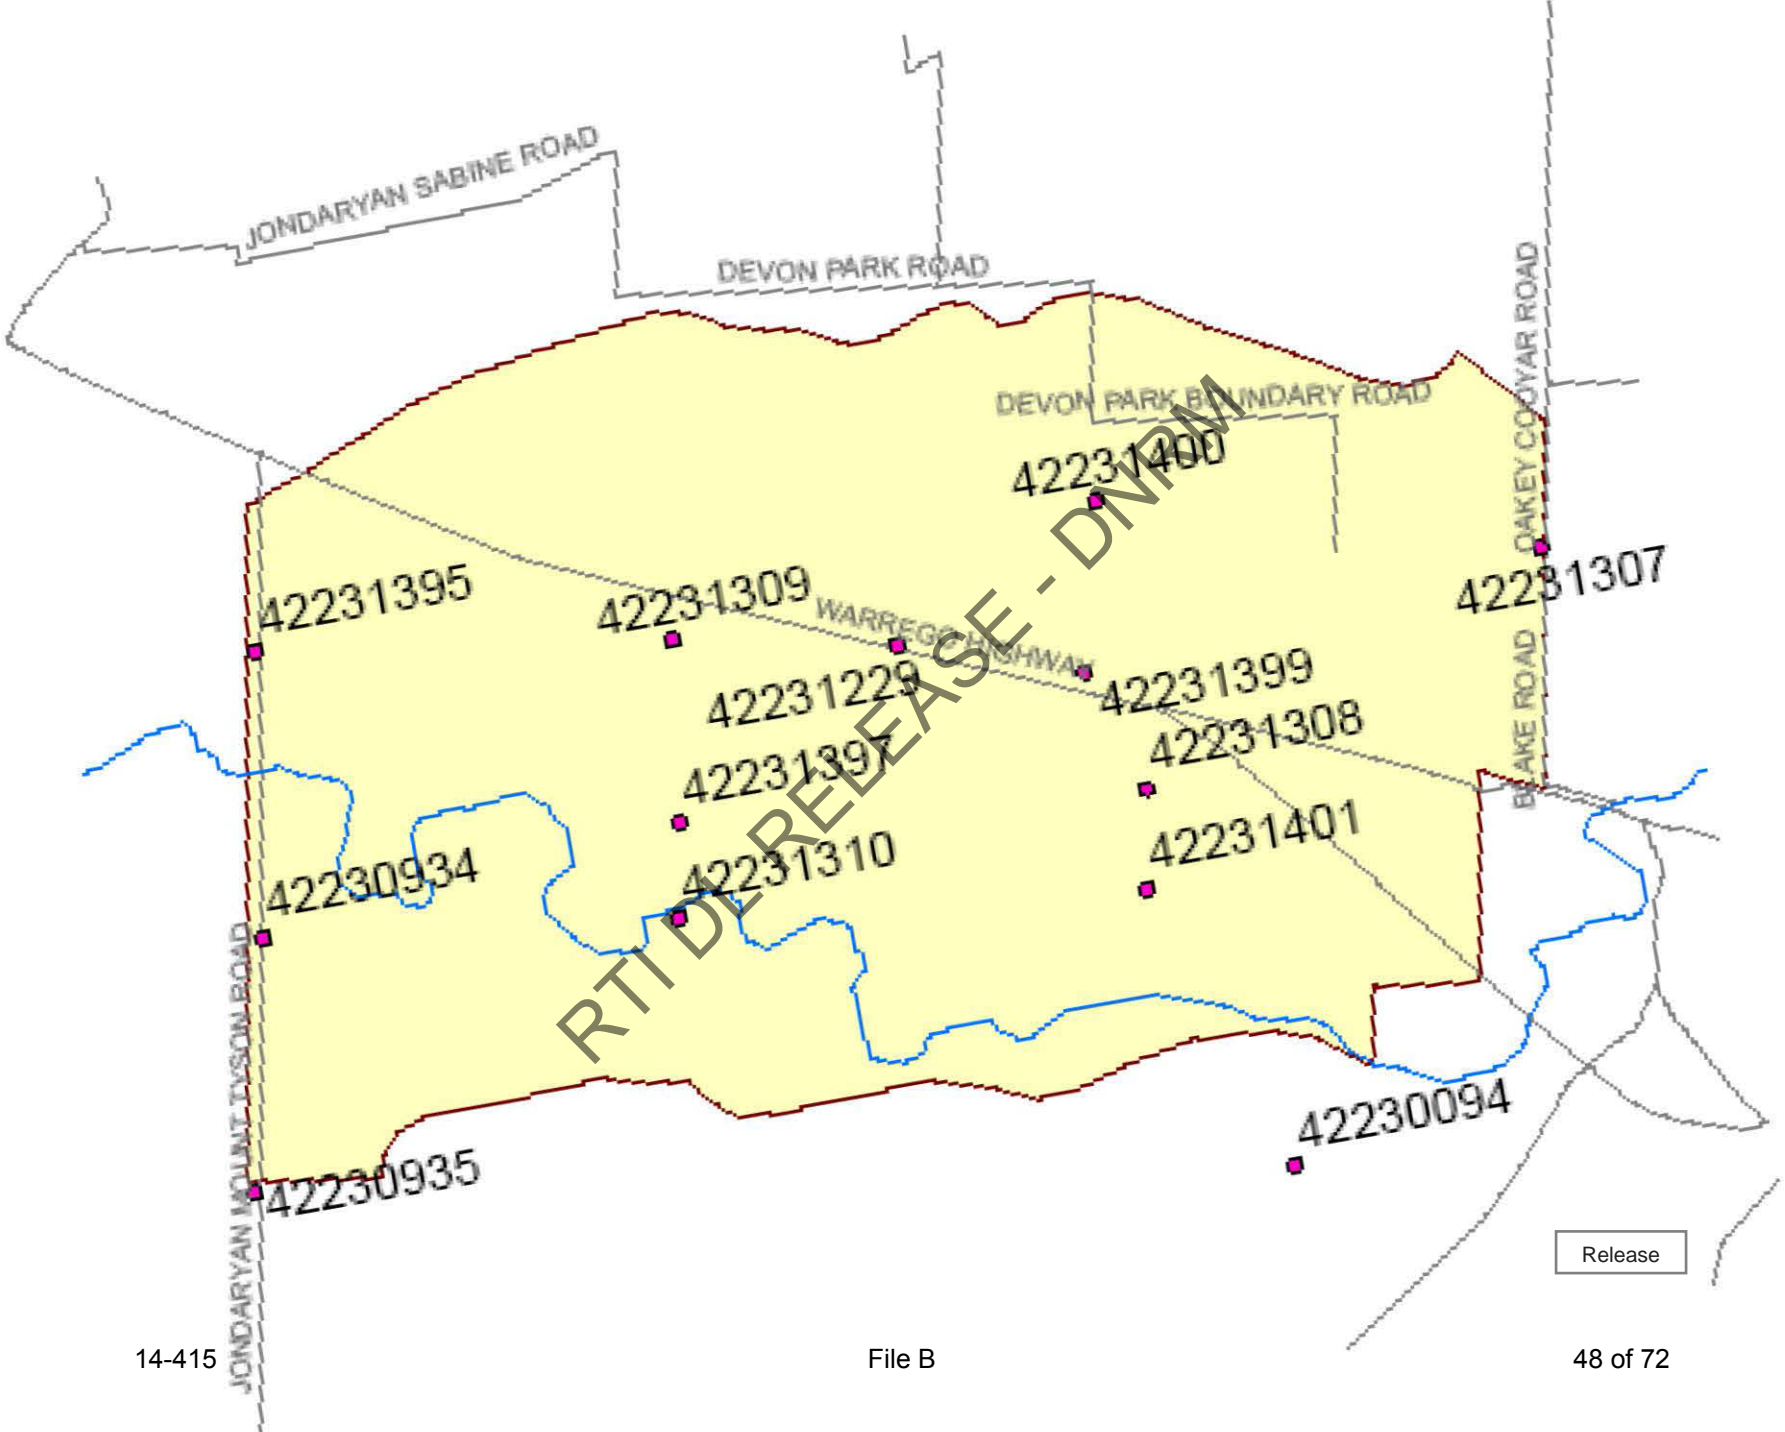 JONDARYAN SABINE ROAD
DEVON PARK ROAD
OAKEY COOYAR ROAD
DEVON PARK BOUNDARY ROAD
42231400
42231307
42231395
42231309
WARREGO HIGHWAY
42231229
42231399
42231308
BLAKE ROAD
42231397
42231401
42231310
42230934
RTI DL RELEASE - DNRM
JONDARYAN MOUNT TYSON ROAD
42230094
42230935
Release
14-415
File B
48 of 72